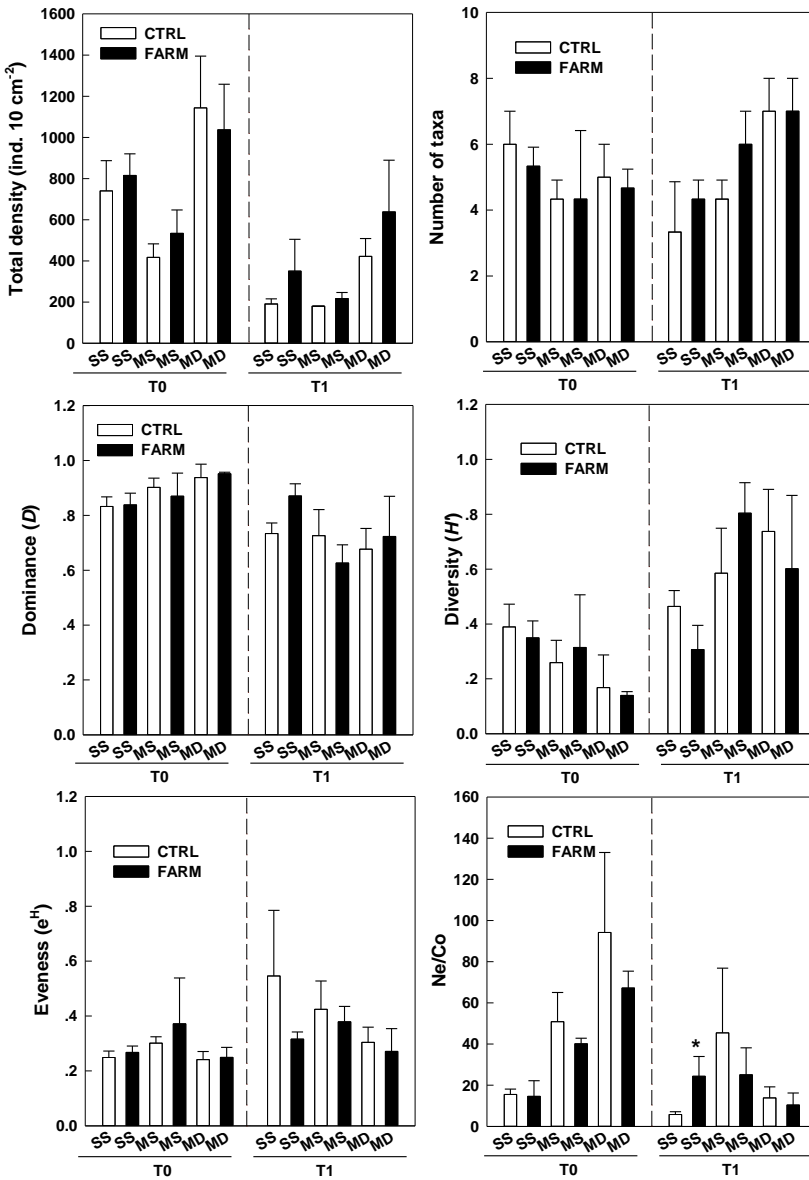 Total density (ind. 10 cm⁻²)
1600
1400
1200
1000
800
600
400
200
0
CTRL
FARM
SS SS MS MS MD MD SS SS MS MS MD MD
T0 T1
Number of taxa
10
8
6
4
2
0
CTRL
FARM
SS SS MS MS MD MD SS SS MS MS MD MD
T0 T1
Dominance (D)
1.2
1.0
.8
.6
.4
.2
0.0
CTRL
FARM
SS SS MS MS MD MD SS SS MS MS MD MD
T0 T1
Diversity (H')
1.2
1.0
.8
.6
.4
.2
0.0
CTRL
FARM
SS SS MS MS MD MD SS SS MS MS MD MD
T0 T1
Eveness (eᴴ)
1.2
1.0
.8
.6
.4
.2
0.0
CTRL
FARM
SS SS MS MS MD MD SS SS MS MS MD MD
T0 T1
Ne/Co
160
140
120
100
80
60
40
20
0
CTRL
FARM
*
SS SS MS MS MD MD SS SS MS MS MD MD
T0 T1